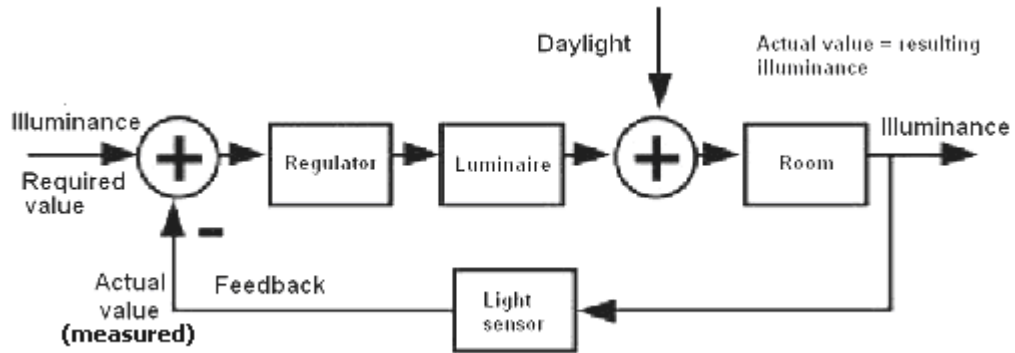 Daylight
Actual value = resulting
illuminance
Illuminance
Required
value
+
Regulator
Luminaire
+
Room
Illuminance
-
Actual
value
(measured)
Feedback
Light
sensor